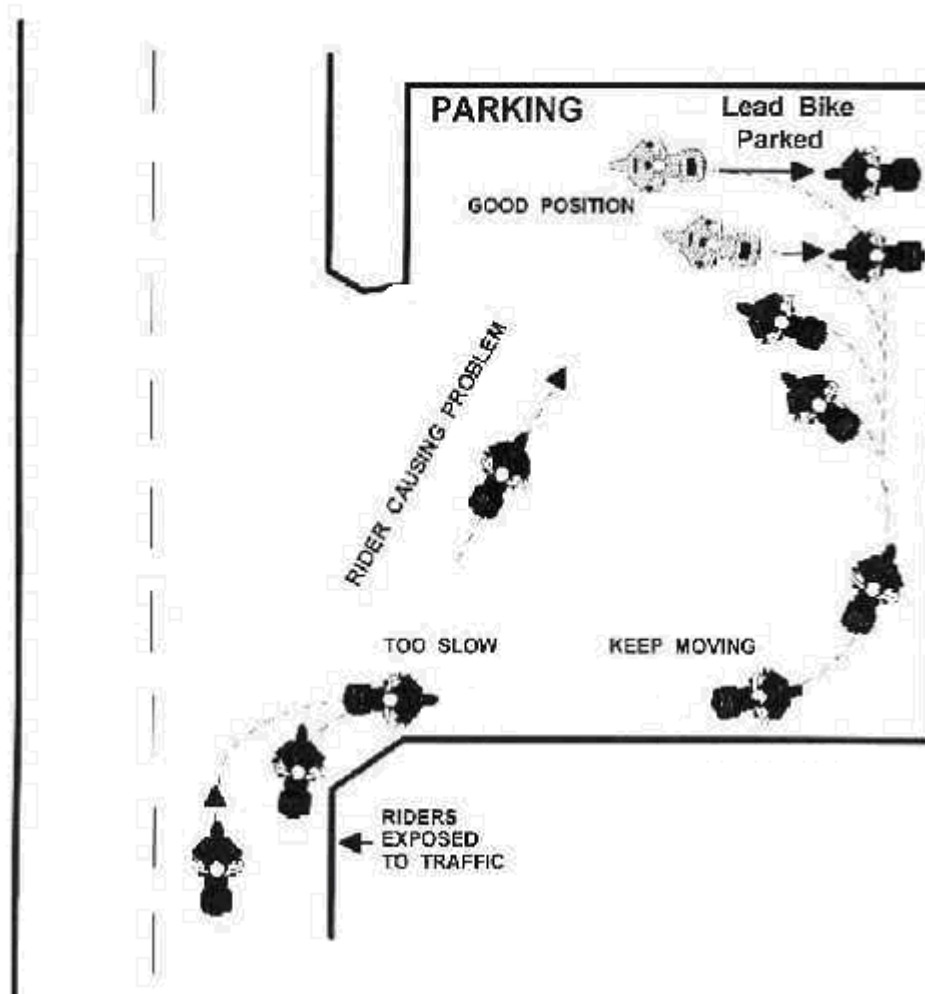 PARKING
Lead Bike
Parked
GOOD POSITION
RIDER CAUSING PROBLEM
TOO SLOW
KEEP MOVING
RIDERS
EXPOSED
TO TRAFFIC